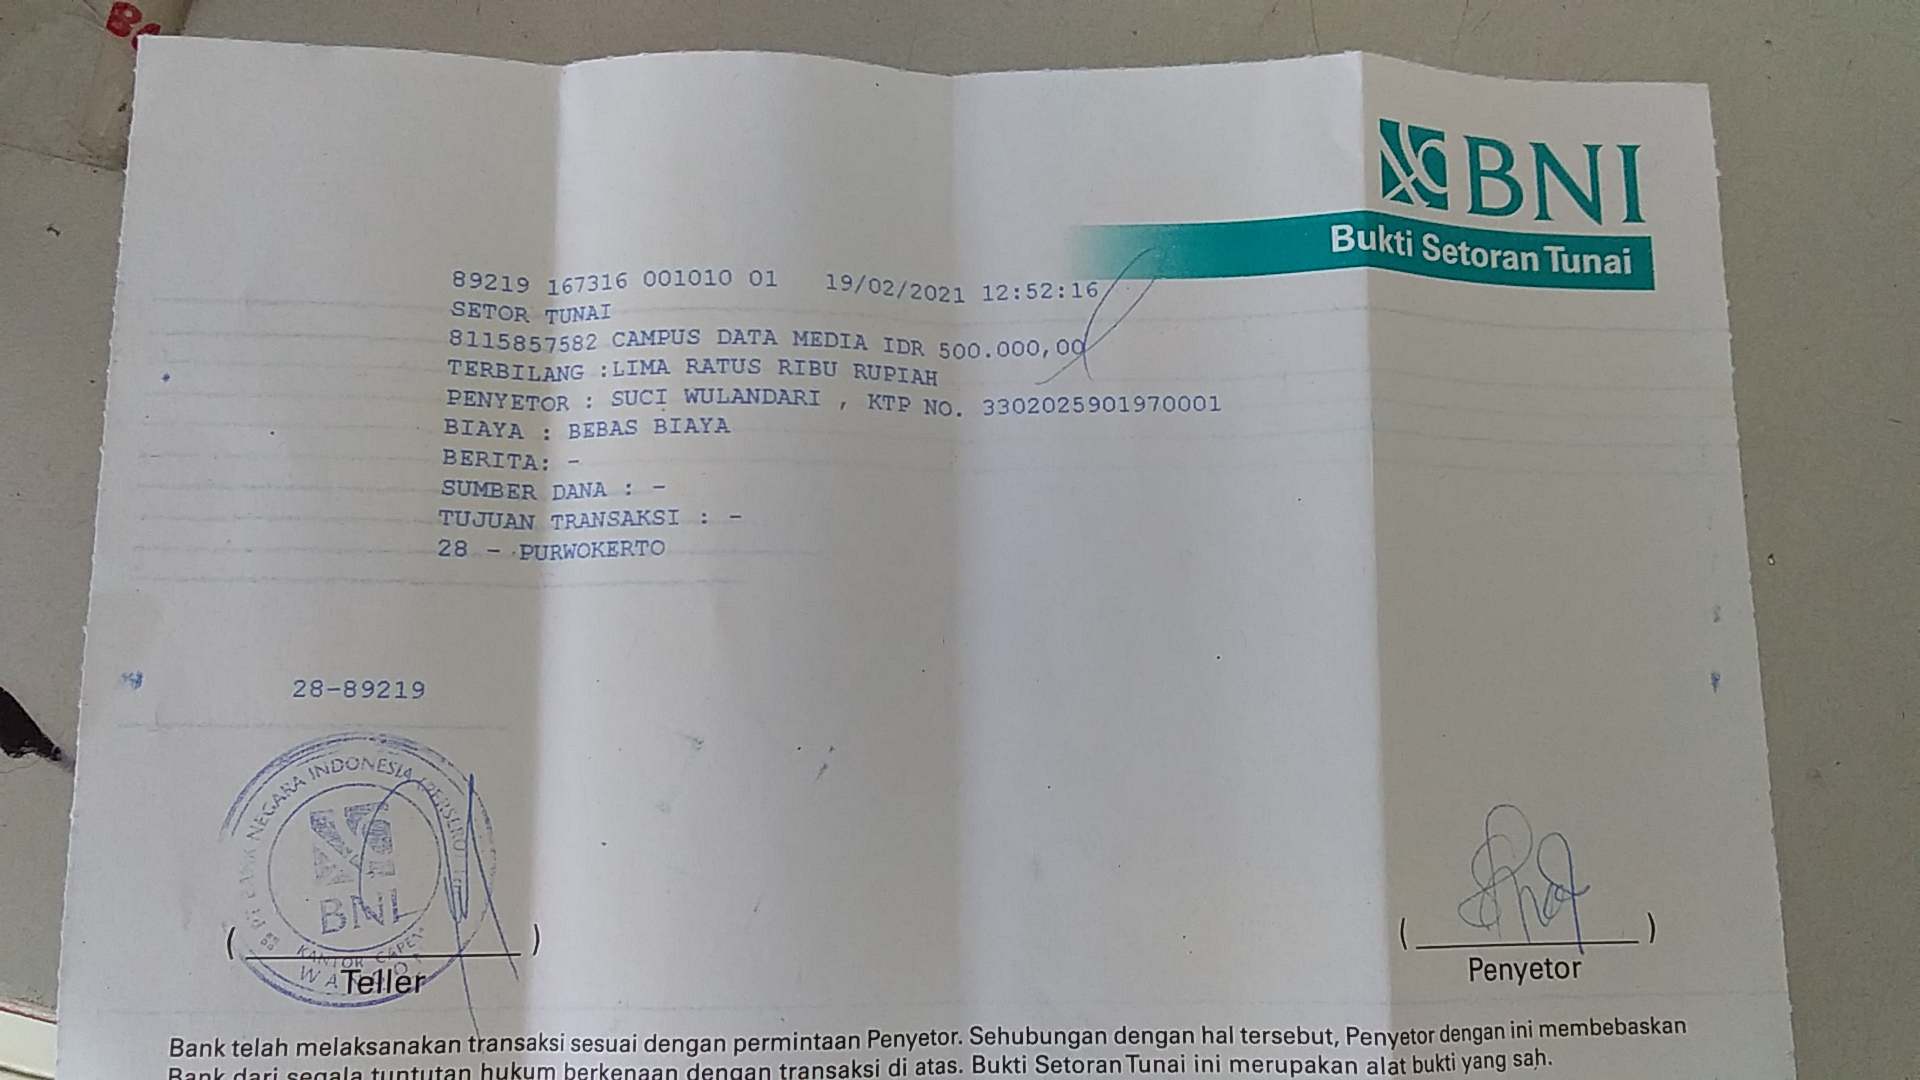 BNI
Bukti Setoran Tunai
89219 167316 001010 01 19/02/2021 12:52:16
SETOR TUNAI
8115857582 CAMPUS DATA MEDIA IDR 500.000,00
TERBILANG :LIMA RATUS RIBU RUPIAH
PENYETOR : SUCI WULANDARI , KTP NO. 3302025901970001
BIAYA : BEBAS BIAYA
BERITA: -
SUMBER DANA : -
TUJUAN TRANSAKSI : -
28 - PURWOKERTO
28-89219
PT BANK NEGARA INDONESIA (PERSERO)
BNI
KANTOR CAPEM
( )
Teller
( )
Penyetor
Bank telah melaksanakan transaksi sesuai dengan permintaan Penyetor. Sehubungan dengan hal tersebut, Penyetor dengan ini membebaskan
Bank dari segala tuntutan hukum berkenaan dengan transaksi di atas. Bukti Setoran Tunai ini merupakan alat bukti yang sah.